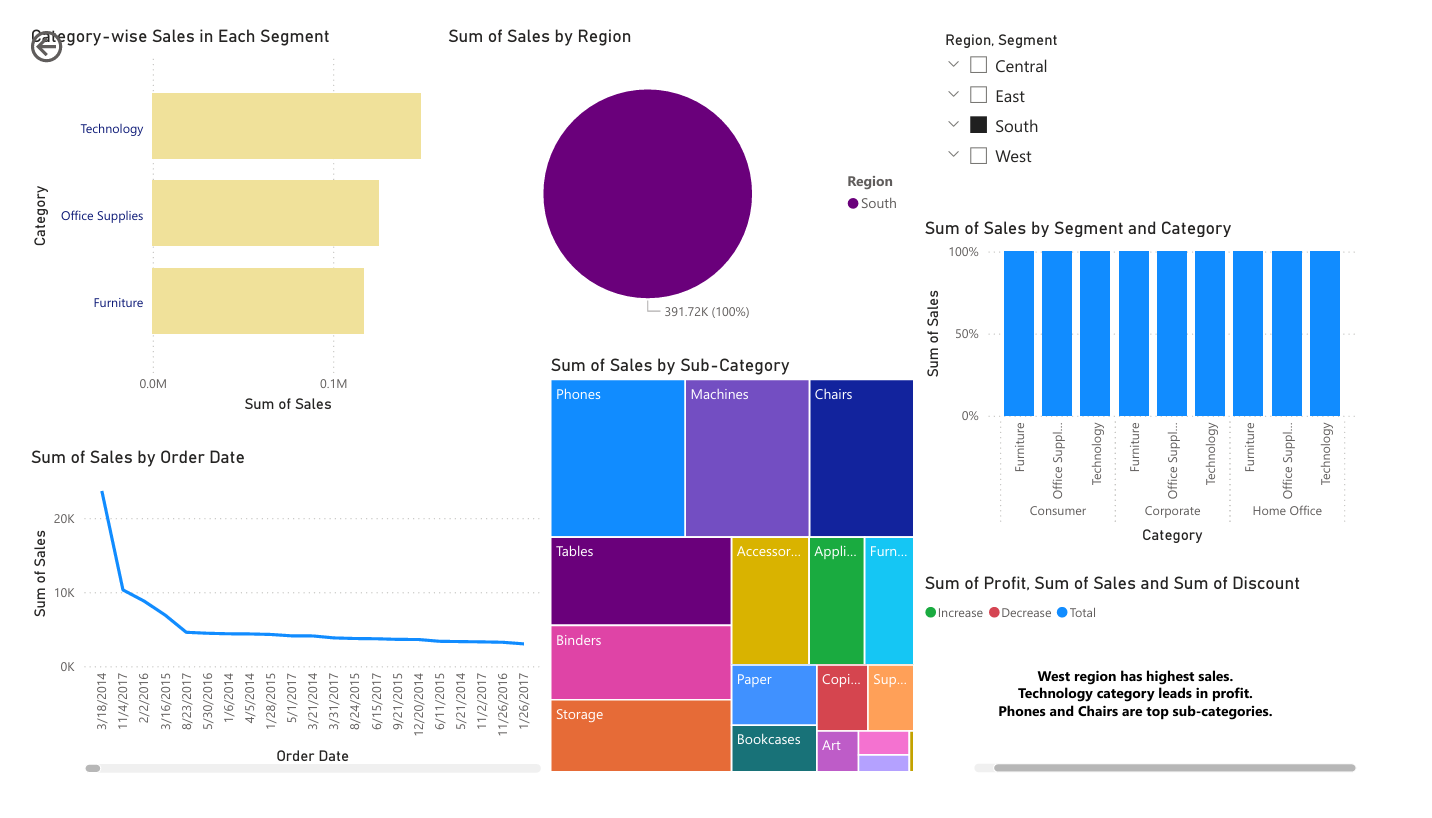 Category-wise Sales in Each Segment
Technology
Office Supplies
Furniture
Category
0.0M
0.1M
Sum of Sales
Sum of Sales by Region
391.72K (100%)
Region
South
Region, Segment
Central
East
South
West
Sum of Sales by Segment and Category
100%
50%
0%
Sum of Sales
Furniture
Office Suppl...
Technology
Furniture
Office Suppl...
Technology
Furniture
Office Suppl...
Technology
Consumer
Corporate
Home Office
Category
Sum of Sales by Order Date
20K
10K
0K
Sum of Sales
3/18/2014
11/4/2017
2/2/2016
3/16/2015
8/23/2017
5/30/2016
1/6/2014
4/5/2014
1/28/2015
5/1/2017
3/21/2014
3/31/2017
8/24/2015
6/15/2017
9/21/2015
12/20/2014
6/11/2015
5/21/2014
11/2/2017
11/26/2016
1/26/2017
Order Date
Sum of Sales by Sub-Category
Phones
Machines
Chairs
Tables
Accessor...
Appli...
Furn...
Binders
Paper
Copi...
Sup...
Storage
Bookcases
Art
Sum of Profit, Sum of Sales and Sum of Discount
Increase
Decrease
Total
West region has highest sales.
Technology category leads in profit.
Phones and Chairs are top sub-categories.